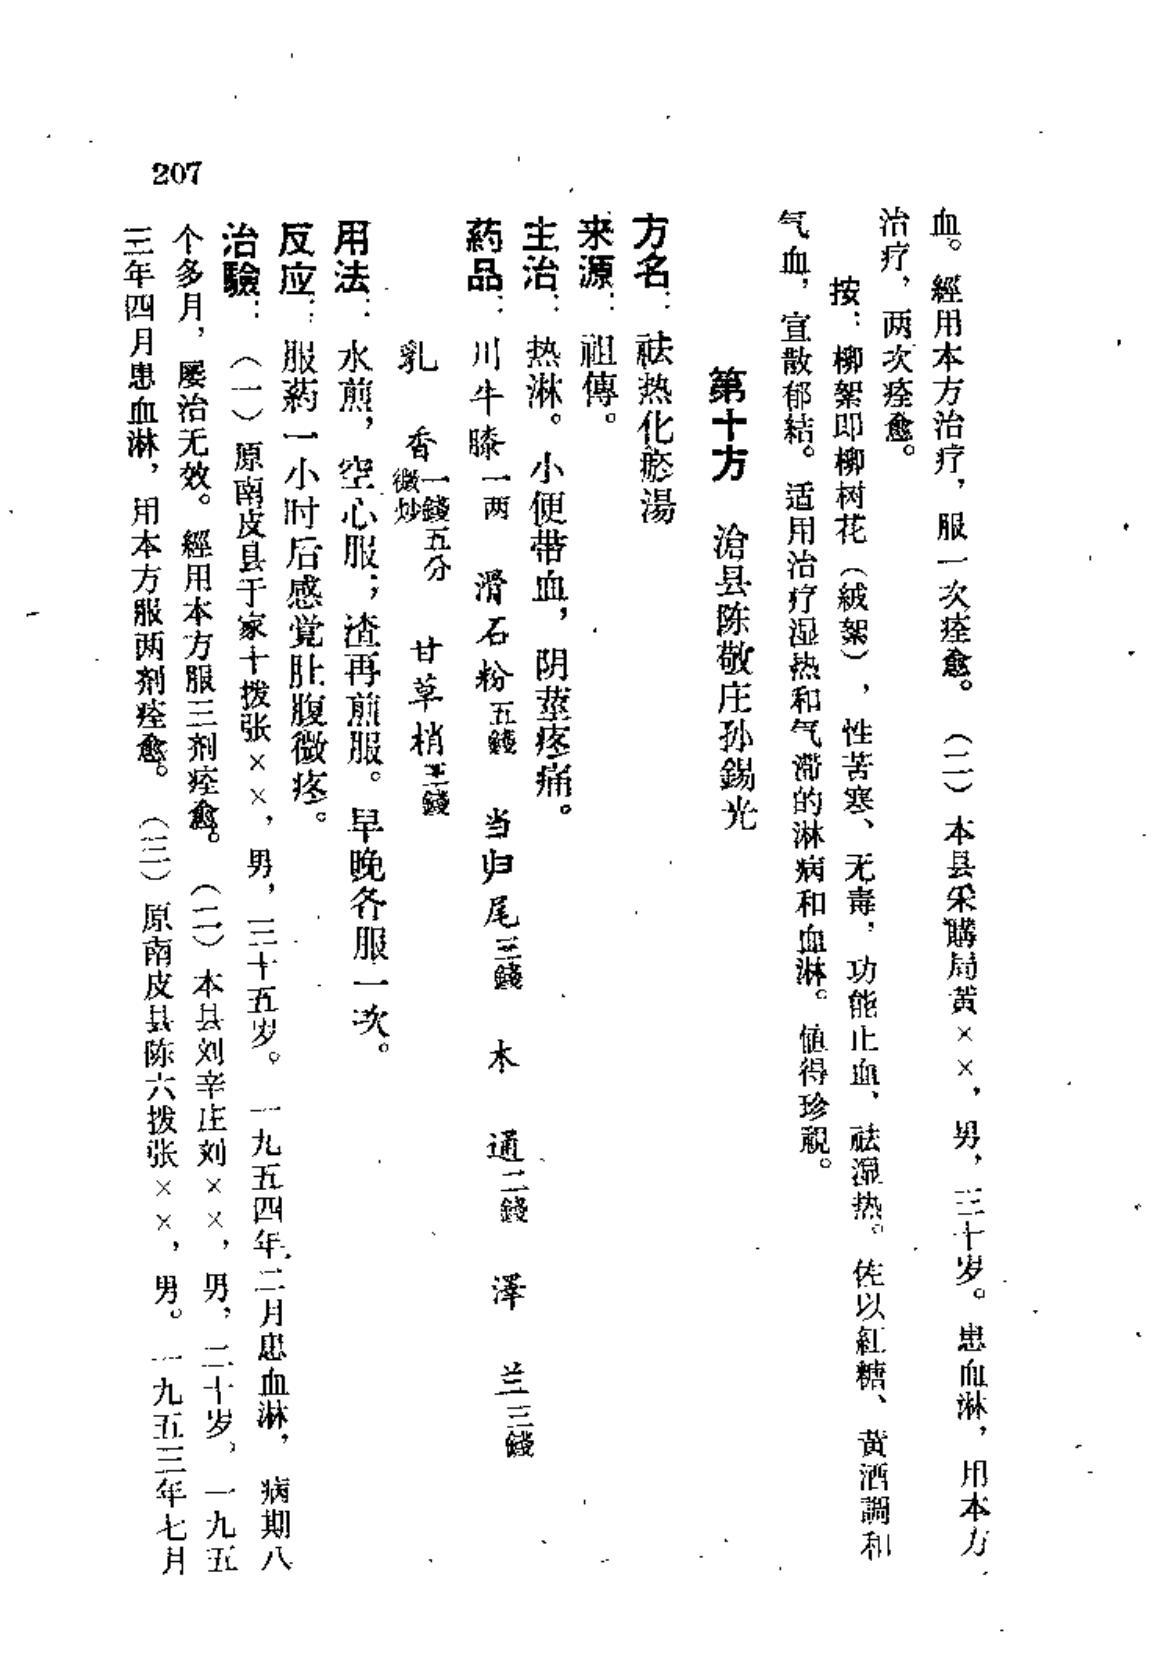 血。經用本方治疗，服一次痊愈。（二）本县采購局黃××，男，三十岁。患血淋，用本方
治疗，两次痊愈。
按：柳絮即柳树花（絨絮），性苦寒、无毒，功能止血、祛湿热。佐以紅糖、黃酒調和
气血，宣散郁結。适用治疗湿热和气滞的淋病和血淋。値得珍視。
第十方　滄县陈敬庄孙錫光
方名：祛热化瘀湯
来源：祖傳。
主治：热淋。小便带血，阴莖疼痛。
药品：川牛膝一两　滑石粉五錢　当归尾三錢　木　通二錢　澤　兰三錢
乳　香一錢五分微炒　甘草梢三錢
用法：水煎，空心服；渣再煎服。早晚各服一次。
反应：服葯一小时后感觉肚腹微疼。
治驗：（一）原南皮县于家十拨张××，男，三十五岁。一九五四年二月患血淋，病期八
个多月，屡治无效。經用本方服三剂痊愈。（二）本县刘辛庄刘××，男，二十岁。一九五
三年四月患血淋，用本方服两剂痊愈。（三）原南皮县陈六拨张××，男。一九五三年七月
207